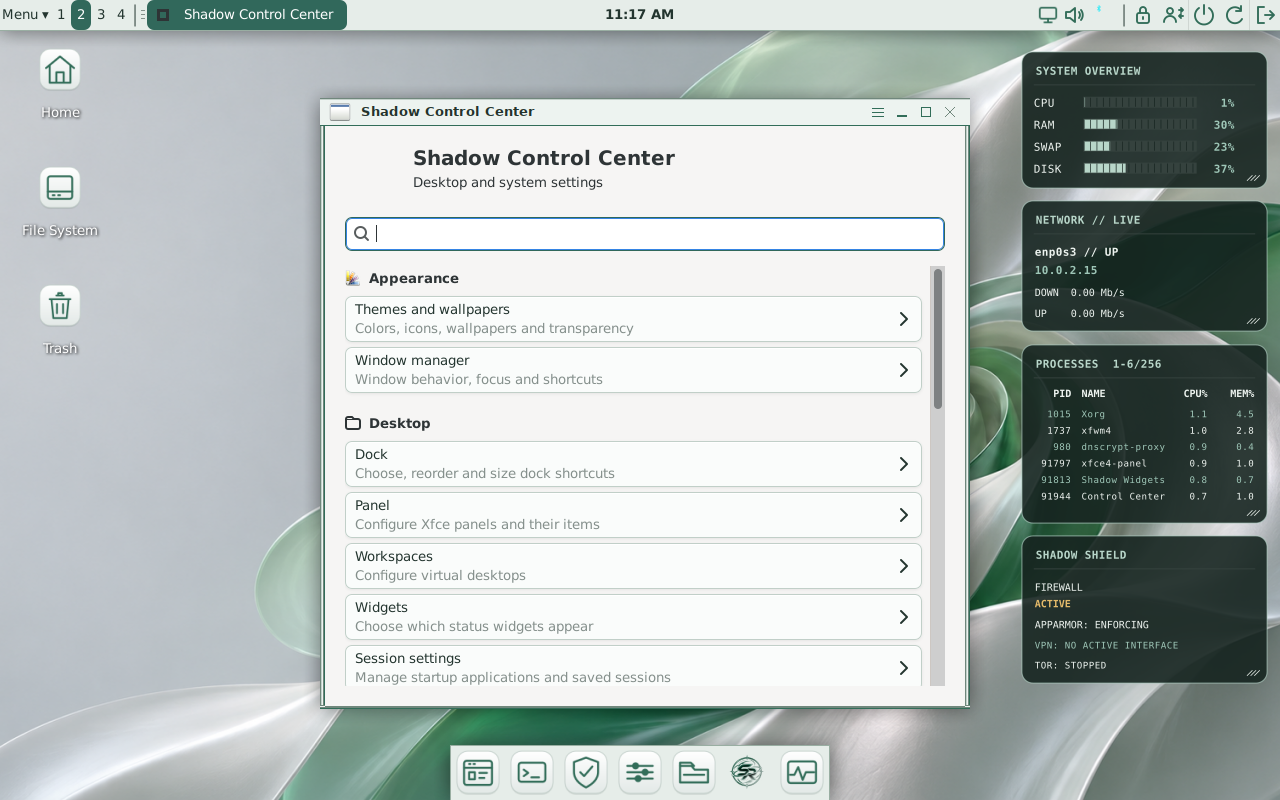 Menu ▾ 1 2 3 4 Shadow Control Center 11:17 AM
Home
File System
Trash
Shadow Control Center
Shadow Control Center
Desktop and system settings
Appearance
Themes and wallpapers
Colors, icons, wallpapers and transparency
Window manager
Window behavior, focus and shortcuts
Desktop
Dock
Choose, reorder and size dock shortcuts
Panel
Configure Xfce panels and their items
Workspaces
Configure virtual desktops
Widgets
Choose which status widgets appear
Session settings
Manage startup applications and saved sessions
SYSTEM OVERVIEW
CPU 1%
RAM 30%
SWAP 23%
DISK 37%
NETWORK // LIVE
enp0s3 // UP
10.0.2.15
DOWN 0.00 Mb/s
UP 0.00 Mb/s
PROCESSES 1-6/256
PID NAME CPU% MEM%
1015 Xorg 1.1 4.5
1737 xfwm4 1.0 2.8
980 dnscrypt-proxy 0.9 0.4
91797 xfce4-panel 0.9 1.0
91813 Shadow Widgets 0.8 0.7
91944 Control Center 0.7 1.0
SHADOW SHIELD
FIREWALL
ACTIVE
APPARMOR: ENFORCING
VPN: NO ACTIVE INTERFACE
TOR: STOPPED